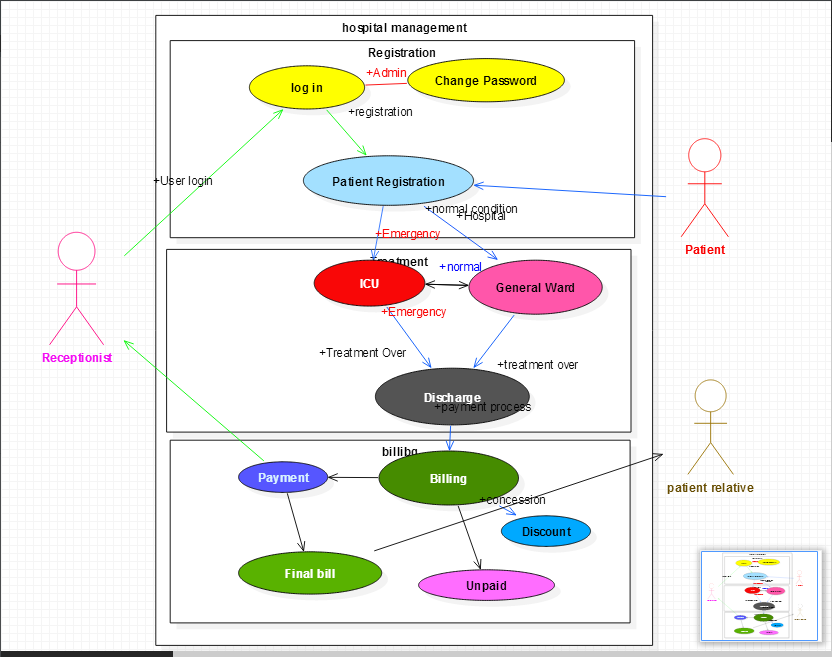 hospital management
Registration
+Admin
log in
Change Password
+registration
+User login
Patient Registration
+normal condition
+Hospital
+Emergency
Patient
+normal
ICU
General Ward
+Emergency
Receptionist
+Treatment Over
+treatment over
Discharge
+payment process
billibg
Payment
Billing
patient relative
+concession
Discount
Final bill
Unpaid